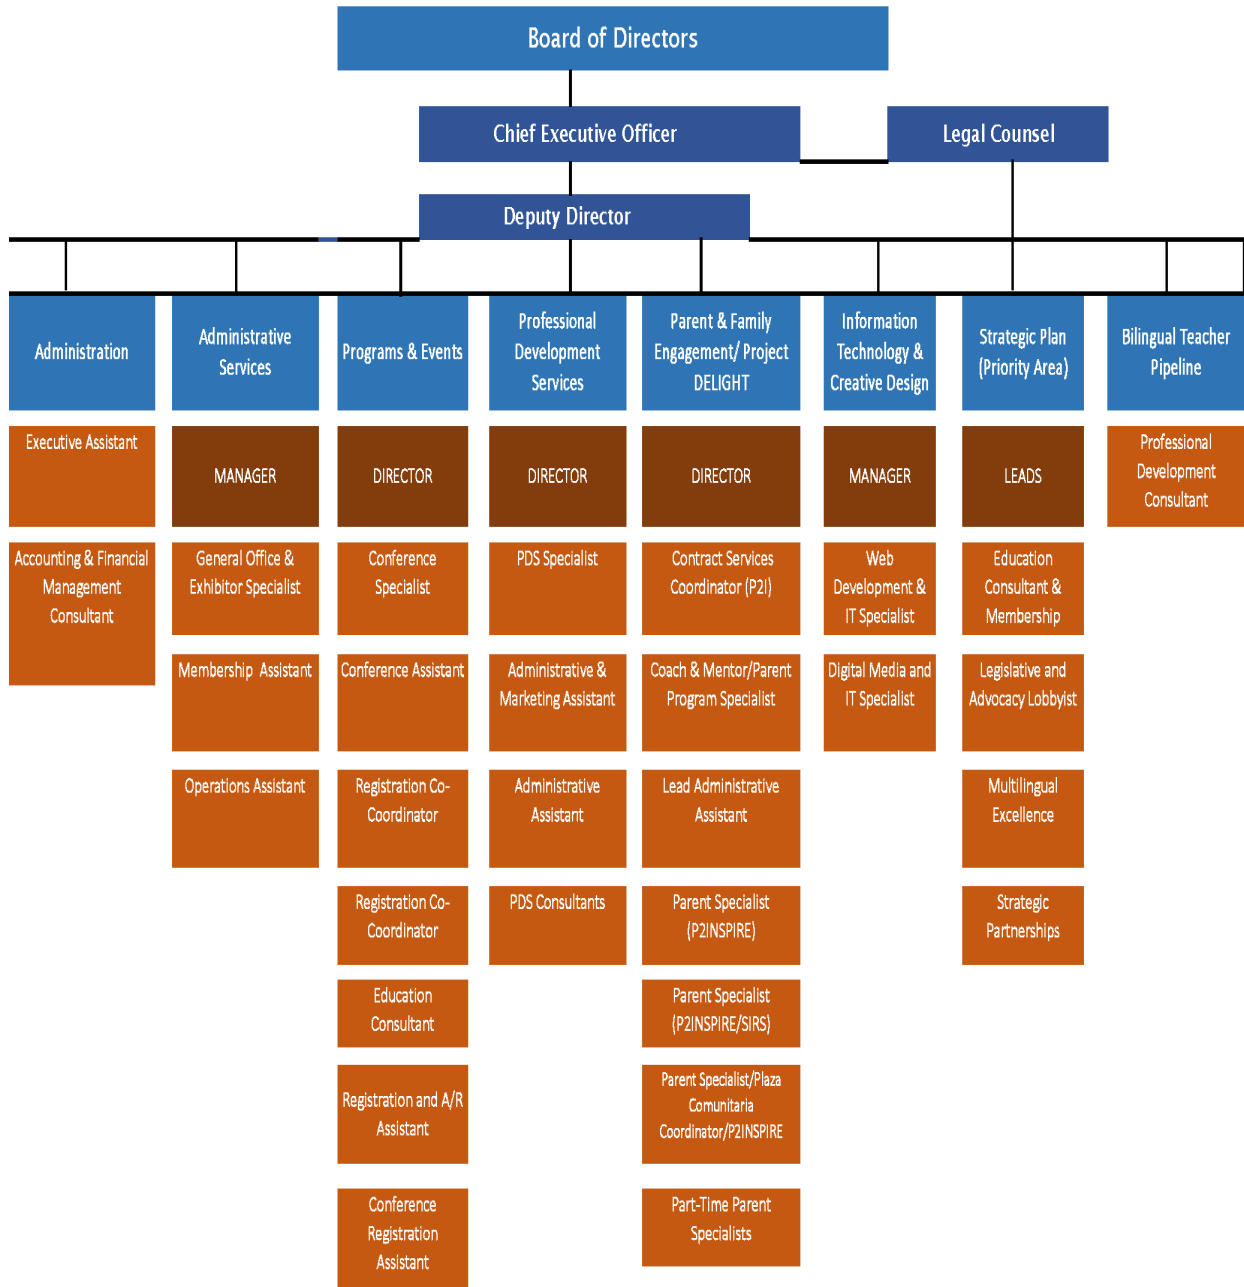 Board of Directors
Chief Executive Officer
Legal Counsel
Deputy Director
Administration
Administrative
Services
Programs & Events
Professional
Development
Services
Parent & Family
Engagement/ Project
DELIGHT
Information
Technology &
Creative Design
Strategic Plan
(Priority Area)
Bilingual Teacher
Pipeline
Executive Assistant
MANAGER
DIRECTOR
DIRECTOR
DIRECTOR
MANAGER
LEADS
Professional
Development
Consultant
Accounting & Financial
Management
Consultant
General Office &
Exhibitor Specialist
Conference
Specialist
PDS Specialist
Contract Services
Coordinator (P2I)
Web
Development &
IT Specialist
Education
Consultant &
Membership
Membership Assistant
Conference Assistant
Administrative &
Marketing Assistant
Coach & Mentor/Parent
Program Specialist
Digital Media and
IT Specialist
Legislative and
Advocacy Lobbyist
Operations Assistant
Registration Co-
Coordinator
Administrative
Assistant
Lead Administrative
Assistant
Multilingual
Excellence
Registration Co-
Coordinator
PDS Consultants
Parent Specialist
(P2INSPIRE)
Strategic
Partnerships
Education
Consultant
Parent Specialist
(P2INSPIRE/SIRS)
Registration and A/R
Assistant
Parent Specialist/Plaza
Comunitaria
Coordinator/P2INSPIRE
Conference
Registration
Assistant
Part-Time Parent
Specialists